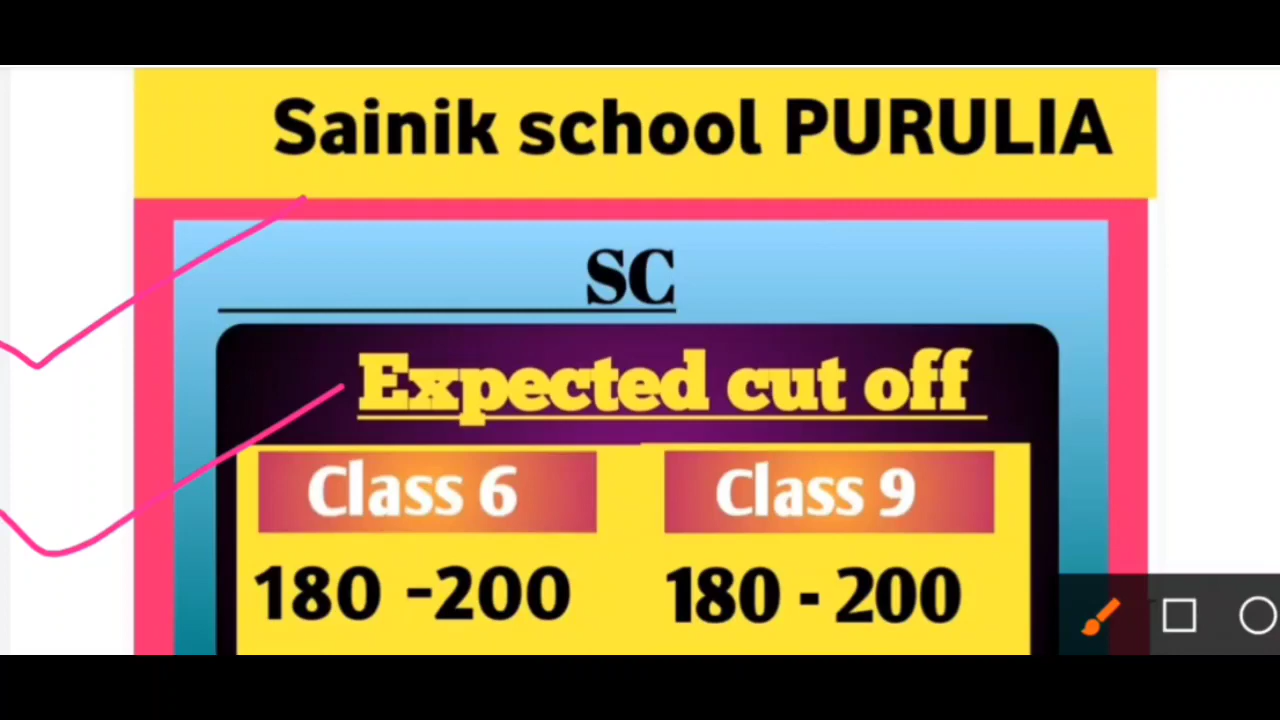 Sainik school PURULIA
SC
Expected cut off
Class 6 Class 9
180 -200 180 - 200